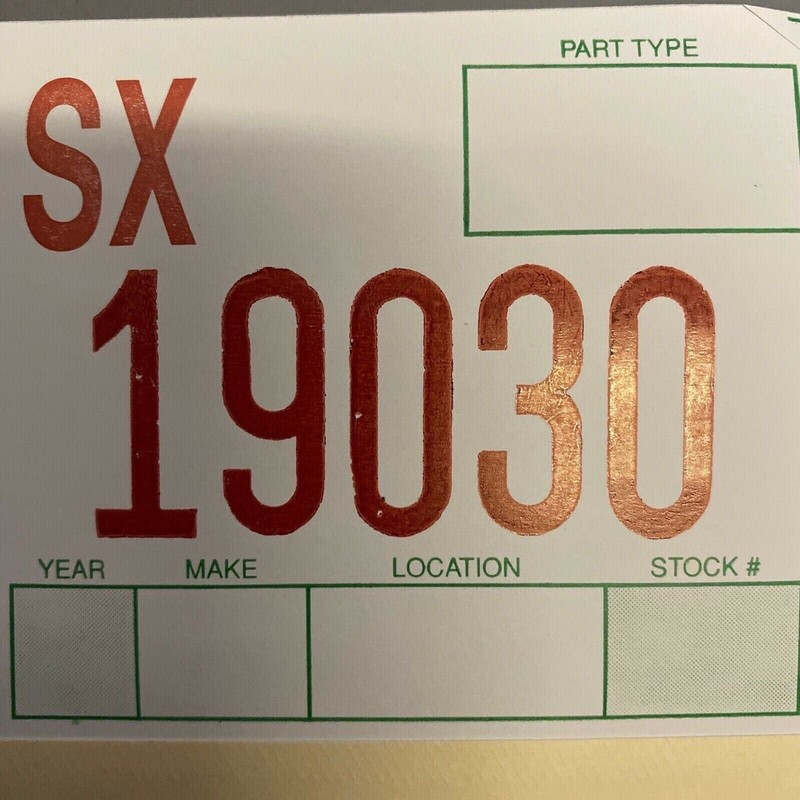 PART TYPE
SX
19030
YEAR MAKE LOCATION STOCK #